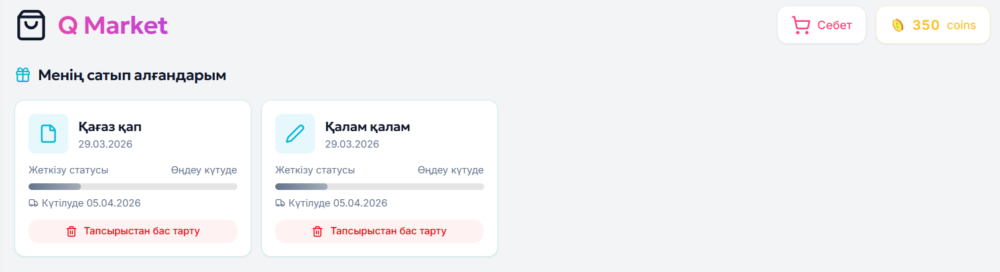 Q Market
Себет
350 coins
Менің сатып алғандарым
Қағаз қап
29.03.2026
Жеткізу статусы Өңдеу күтуде
Күтілуде 05.04.2026
Тапсырыстан бас тарту
Қалам қалам
29.03.2026
Жеткізу статусы Өңдеу күтуде
Күтілуде 05.04.2026
Тапсырыстан бас тарту